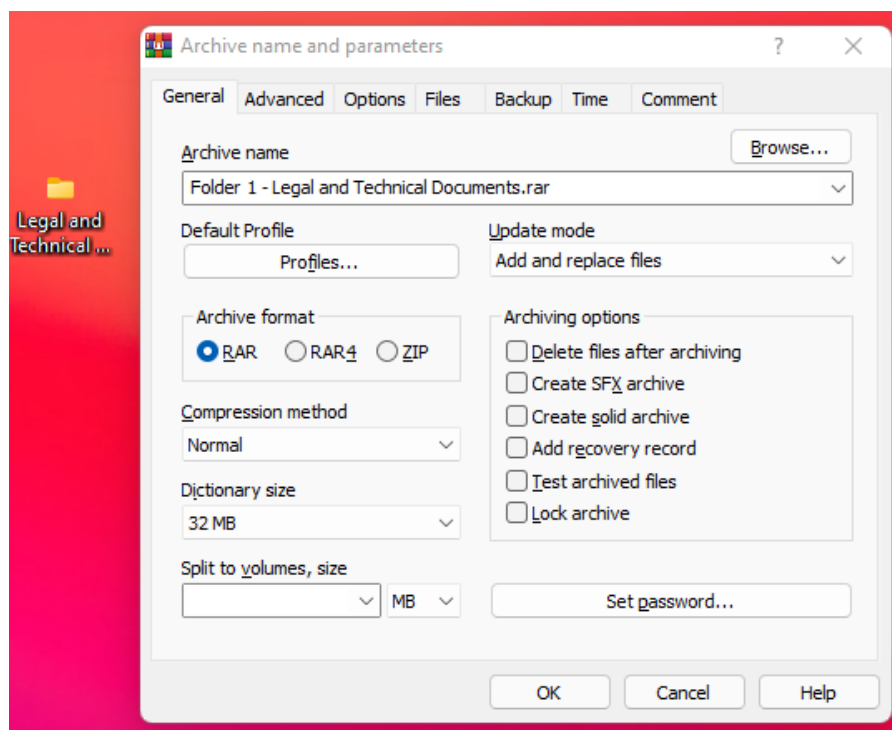 Archive name and parameters
?
General Advanced Options Files Backup Time Comment
Archive name
Browse...
Folder 1 - Legal and Technical Documents.rar
Legal and
Technical ...
Default Profile
Update mode
Profiles...
Add and replace files
Archive format
RAR RAR4 ZIP
Archiving options
Delete files after archiving
Create SFX archive
Create solid archive
Add recovery record
Test archived files
Lock archive
Compression method
Normal
Dictionary size
32 MB
Split to volumes, size
MB
Set password...
OK Cancel Help